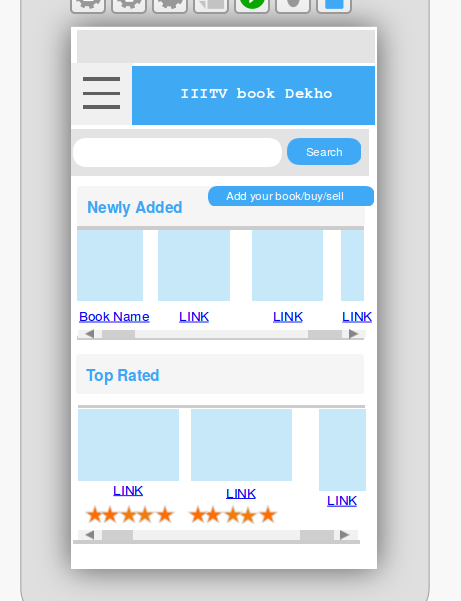 IIITV book Dekho
Search
Add your book/buy/sell
Newly Added
Book Name LINK LINK LINK
Top Rated
LINK LINK LINK